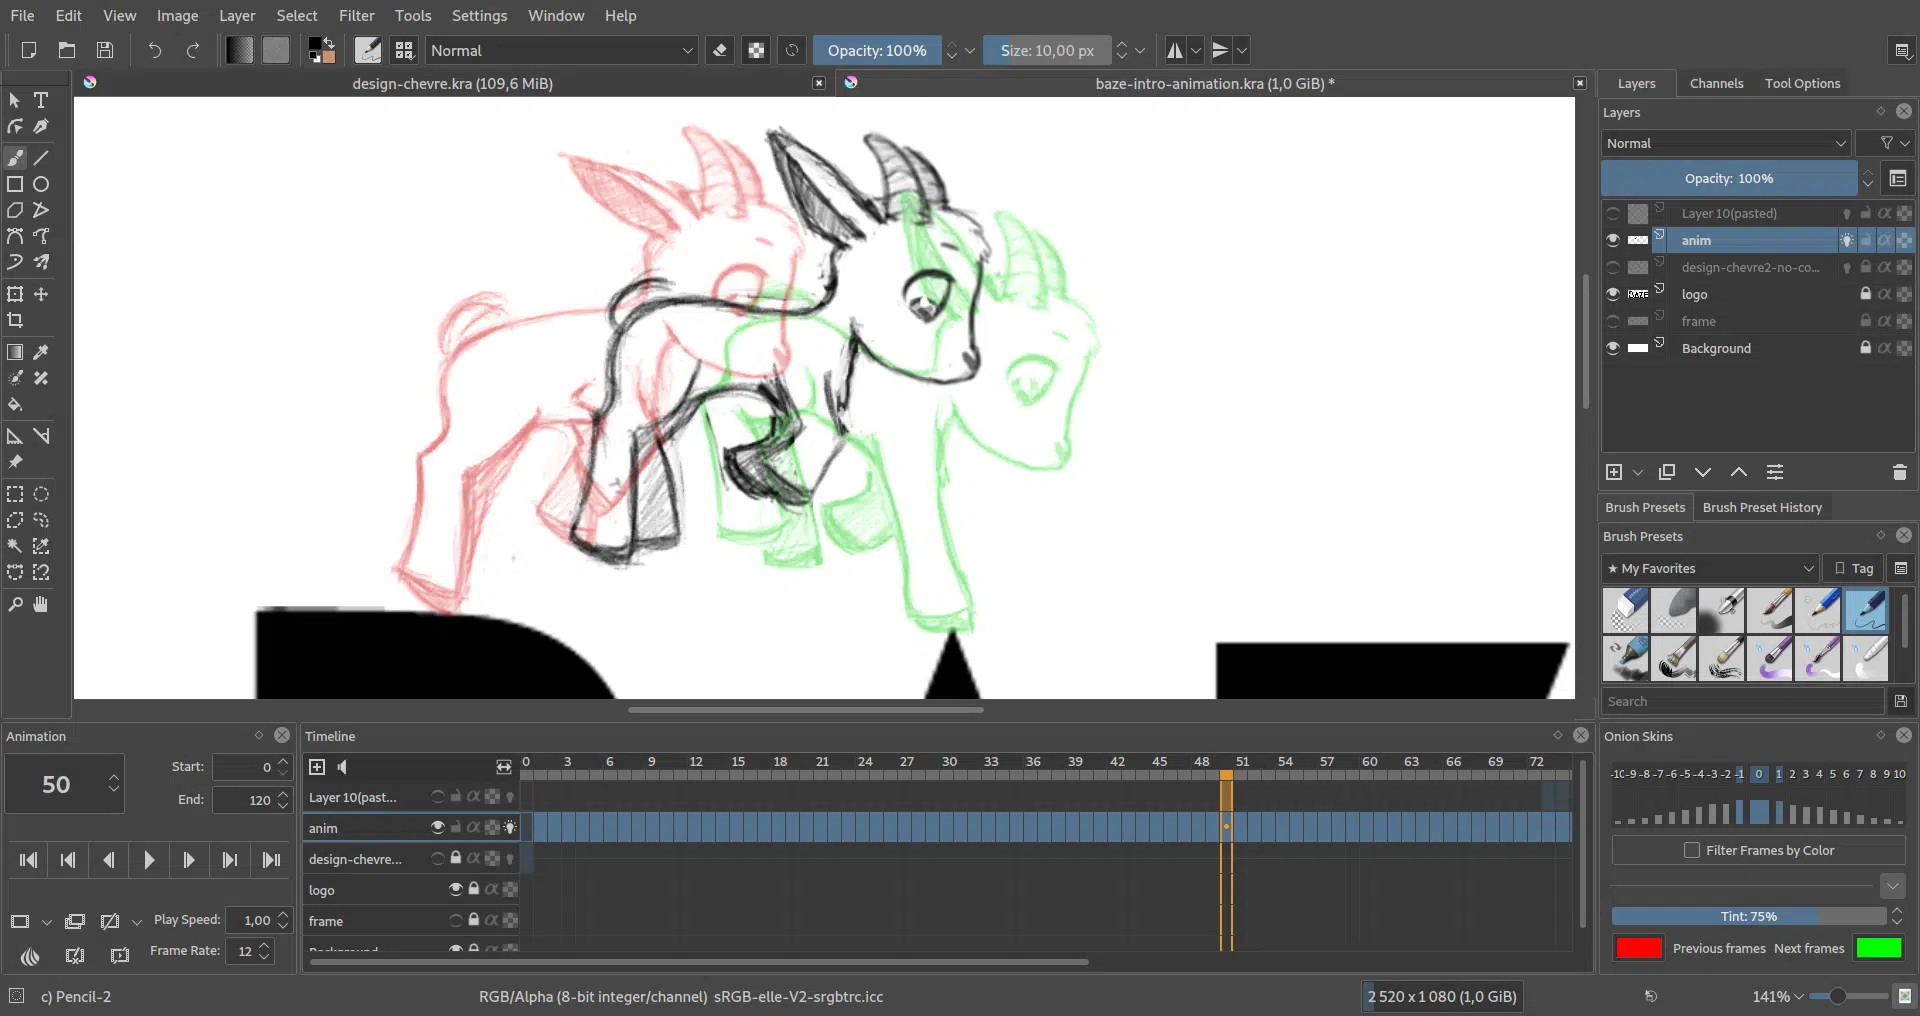 File Edit View Image Layer Select Filter Tools Settings Window Help
Normal Opacity: 100% Size: 10,00 px
design-chevre.kra (109,6 MiB) baze-intro-animation.kra (1,0 GiB) *
Layers Channels Tool Options
Layers
Normal
Opacity: 100%
Layer 10(pasted)
anim
design-chevre2-no-co...
logo
frame
Background
Brush Presets Brush Preset History
Brush Presets
★ My Favorites Tag
Search
Animation
50
Start: 0
End: 120
Play Speed: 1,00
Frame Rate: 12
Timeline
0 3 6 9 12 15 18 21 24 27 30 33 36 39 42 45 48 51 54 57 60 63 66 69 72
Layer 10(past...
anim
design-chevre...
logo
frame
Background
Onion Skins
-10 -9 -8 -7 -6 -5 -4 -3 -2 -1 0 1 2 3 4 5 6 7 8 9 10
Filter Frames by Color
Tint: 75%
Previous frames Next frames
c) Pencil-2
RGB/Alpha (8-bit integer/channel) sRGB-elle-V2-srgbtrc.icc
2 520 x 1 080 (1,0 GiB)
141%